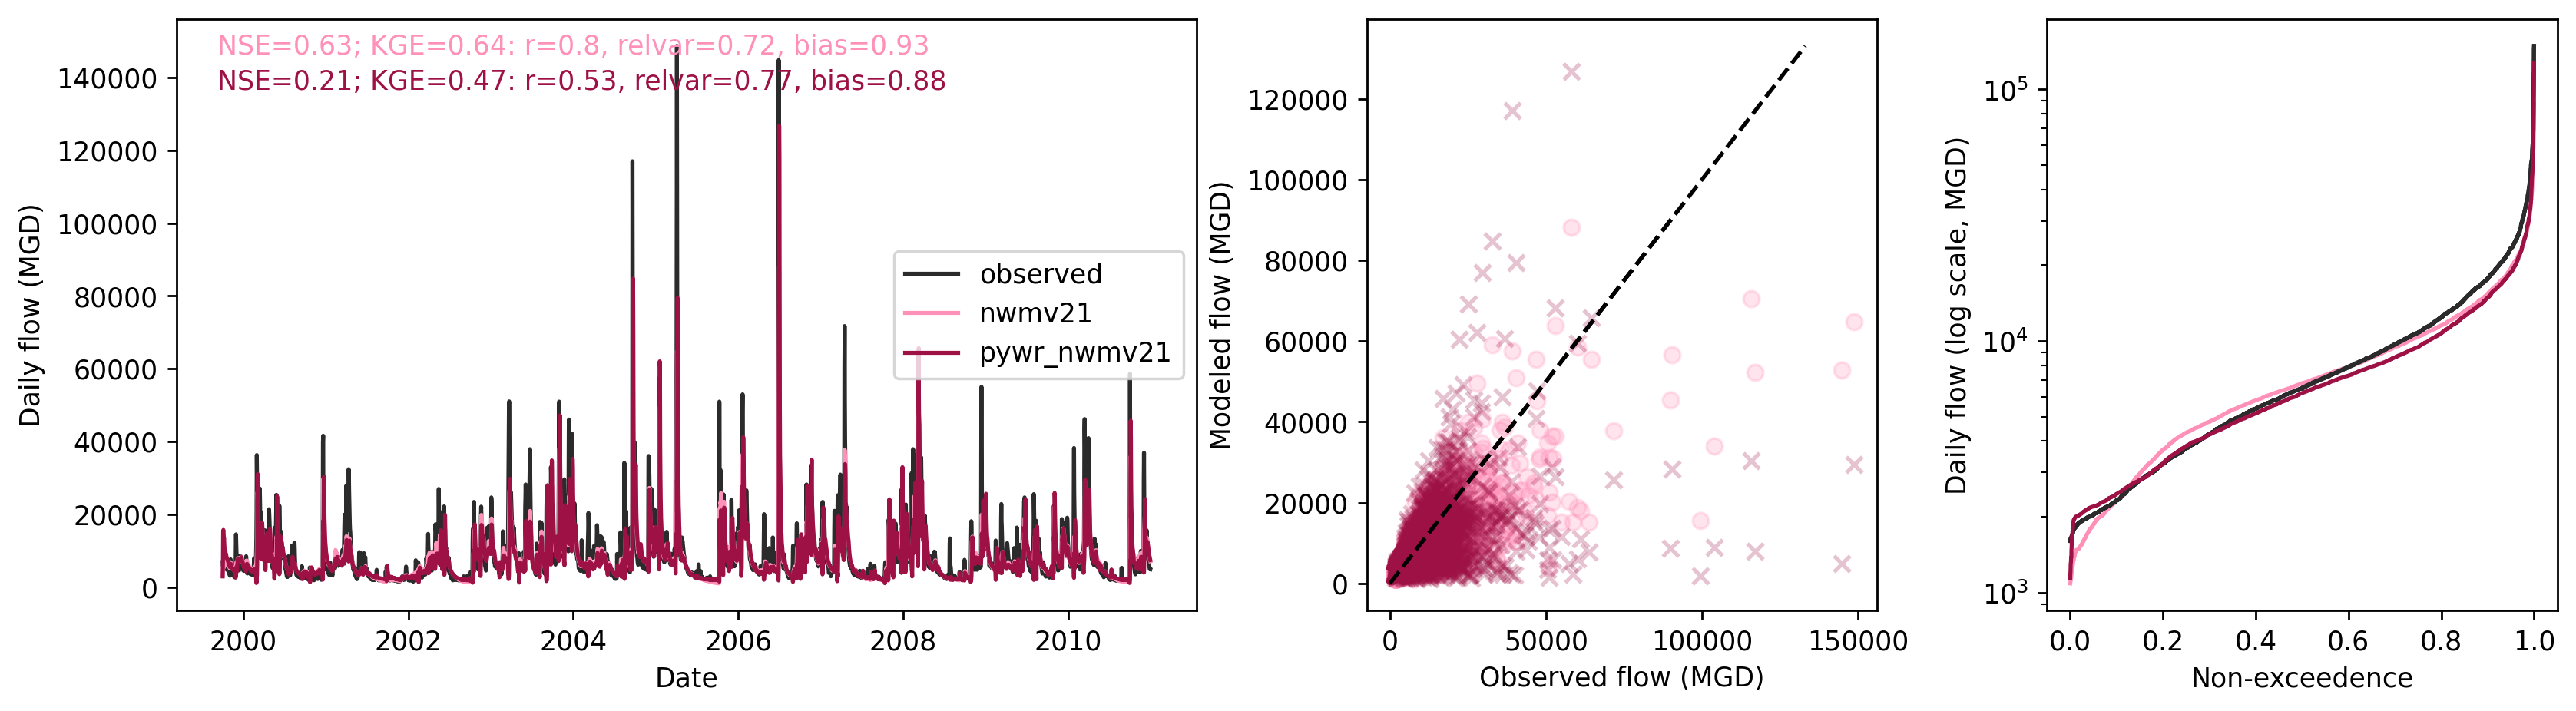 NSE=0.63; KGE=0.64: r=0.8, relvar=0.72, bias=0.93
NSE=0.21; KGE=0.47: r=0.53, relvar=0.77, bias=0.88
Daily flow (MGD)
140000
120000
100000
80000
60000
40000
20000
0
observed
nwmv21
pywr_nwmv21
2000 2002 2004 2006 2008 2010
Date
Modeled flow (MGD)
120000
100000
80000
60000
40000
20000
0
0 50000 100000 150000
Observed flow (MGD)
Daily flow (log scale, MGD)
10^5
10^4
10^3
0.0 0.2 0.4 0.6 0.8 1.0
Non-exceedence